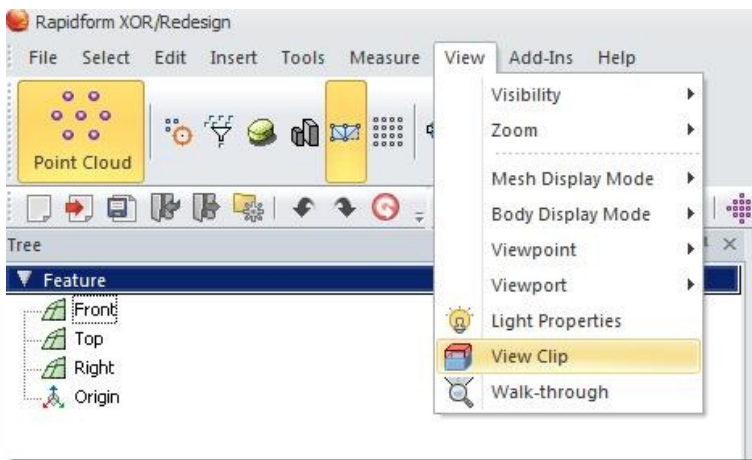 Rapidform XOR/Redesign
File Select Edit Insert Tools Measure View Add-Ins Help
Point Cloud
Visibility
Zoom
Mesh Display Mode
Body Display Mode
Viewpoint
Viewport
Light Properties
View Clip
Walk-through
Tree
Feature
Front
Top
Right
Origin